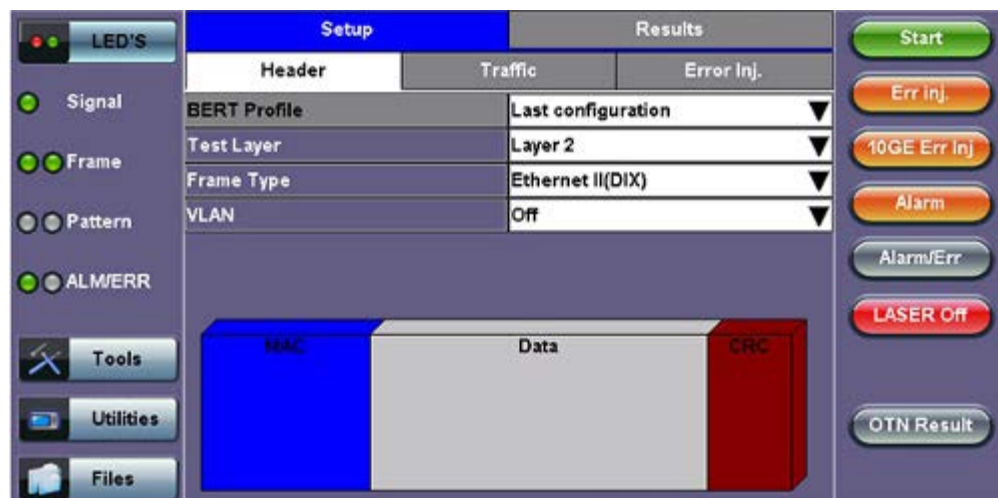 LED'S
Signal
Frame
Pattern
ALM/ERR
Tools
Utilities
Files
Setup
Results
Header
Traffic
Error Inj.
BERT Profile
Last configuration
Test Layer
Layer 2
Frame Type
Ethernet II(DIX)
VLAN
Off
MAC
Data
CRC
Start
Err inj.
10GE Err Inj
Alarm
Alarm/Err
LASER Off
OTN Result